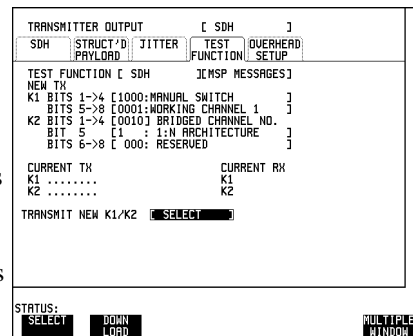 TRANSMITTER OUTPUT [ SDH ]
SDH STRUCT'D PAYLOAD JITTER TEST FUNCTION OVERHEAD SETUP
TEST FUNCTION [ SDH ][MSP MESSAGES]
NEW TX
K1 BITS 1->4 [1000:MANUAL SWITCH ]
BITS 5->8 [0001:WORKING CHANNEL 1 ]
K2 BITS 1->4 [0010] BRIDGED CHANNEL NO.
BIT 5 [1 : 1:N ARCHITECTURE ]
BITS 6->8 [ 000: RESERVED ]
CURRENT TX CURRENT RX
K1 ........ K1
K2 ........ K2
TRANSMIT NEW K1/K2 [ SELECT ]
STATUS:
SELECT DOWN LOAD MULTIPLE WINDOW